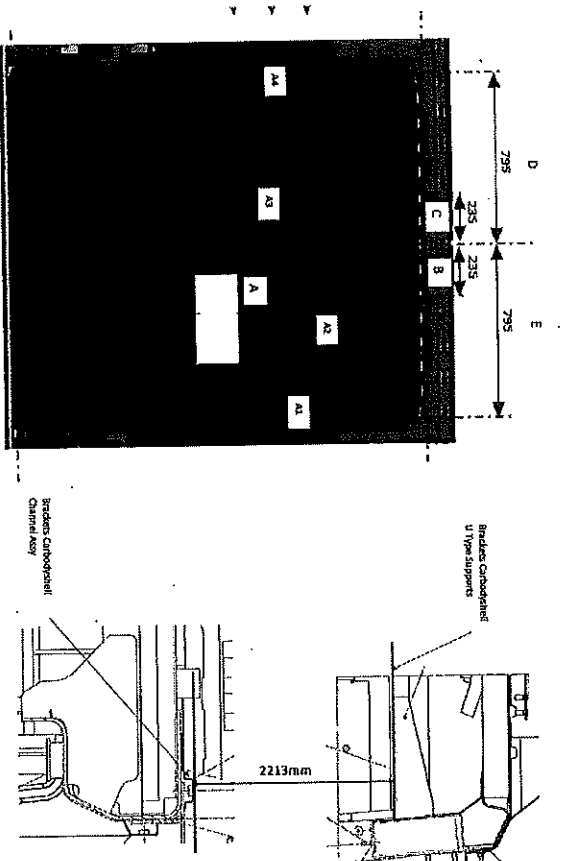 D
E
795
795
235
235
C
B
A4
A3
A
A2
A1
Brackets Carbodyshell
U Type Supports
Brackets Carbodyshell
Channel Assy
2213mm